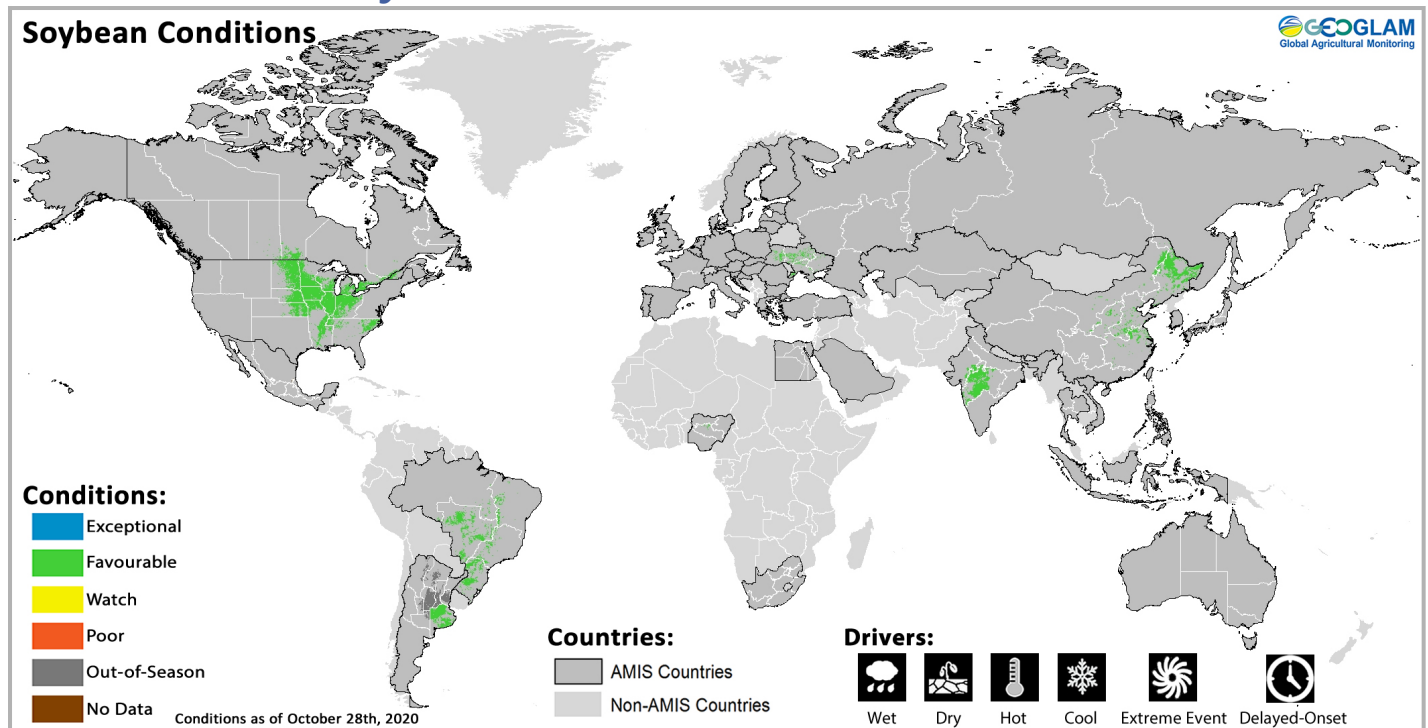 Soybean Conditions
GEOGLAM
Global Agricultural Monitoring
Conditions:
Exceptional
Favourable
Watch
Poor
Out-of-Season
No Data
Conditions as of October 28th, 2020
Countries:
AMIS Countries
Non-AMIS Countries
Drivers:
Wet Dry Hot Cool Extreme Event Delayed-Onset